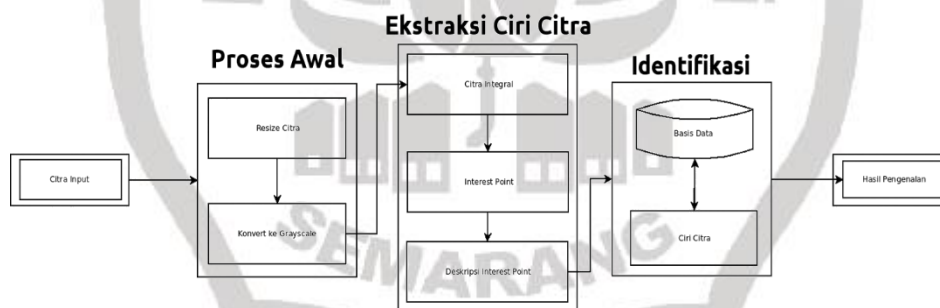 Ekstraksi Ciri Citra
Proses Awal
Identifikasi
Citra Input
Resize Citra
Konvert ke Grayscale
Citra Integral
Interest Point
Deskripsi Interest Point
Basis Data
Ciri Citra
Hasil Pengenalan
SEMARANG